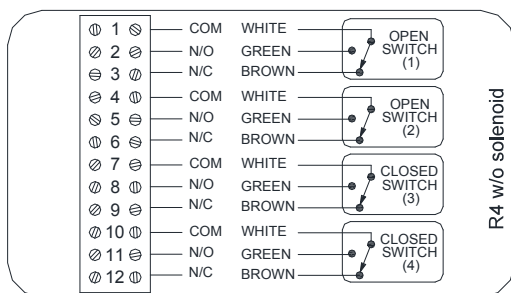 1 COM WHITE
2 N/O GREEN
3 N/C BROWN
OPEN
SWITCH
(1)
4 COM WHITE
5 N/O GREEN
6 N/C BROWN
OPEN
SWITCH
(2)
7 COM WHITE
8 N/O GREEN
9 N/C BROWN
CLOSED
SWITCH
(3)
10 COM WHITE
11 N/O GREEN
12 N/C BROWN
CLOSED
SWITCH
(4)
R4 w/o solenoid